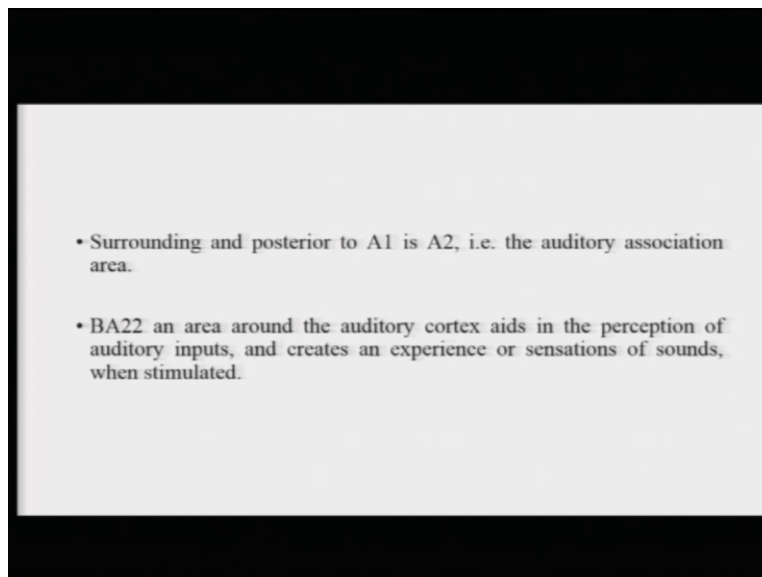 • Surrounding and posterior to A1 is A2, i.e. the auditory association
area.
• BA22 an area around the auditory cortex aids in the perception of
auditory inputs, and creates an experience or sensations of sounds,
when stimulated.